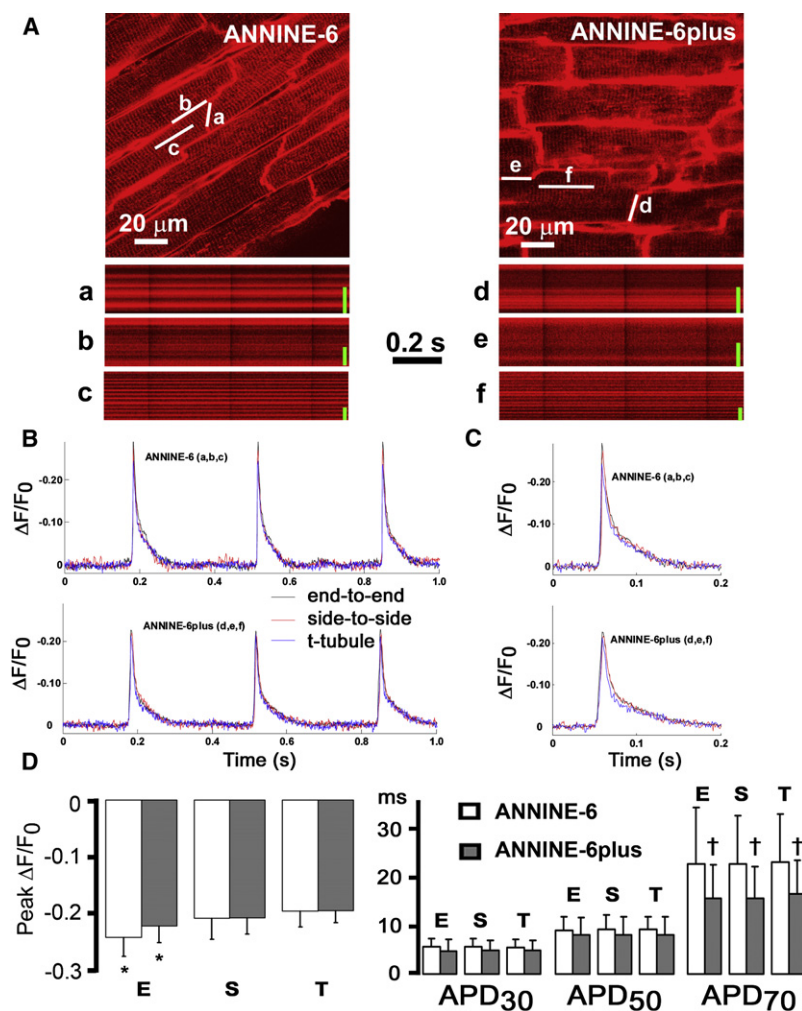 A
ANNINE-6
b
a
c
20 μm
ANNINE-6plus
e
f
d
20 μm
a
b
c
0.2 s
d
e
f
B
ANNINE-6 (a,b,c)
-0.20
-0.10
0
ΔF/F0
0 0.2 0.4 0.6 0.8 1.0
end-to-end
side-to-side
t-tubule
ANNINE-6plus (d,e,f)
-0.20
-0.10
0
ΔF/F0
0 0.2 0.4 0.6 0.8 1.0
Time (s)
C
ANNINE-6 (a,b,c)
-0.20
-0.10
0
ΔF/F0
0 0.1 0.2
ANNINE-6plus (d,e,f)
-0.20
-0.10
0
ΔF/F0
0 0.1 0.2
Time (s)
D
0
-0.1
-0.2
-0.3
Peak ΔF/F0
* *
E S T
ms
30
20
10
0
ANNINE-6
ANNINE-6plus
E S T
E S T
E S T
† † †
APD30 APD50 APD70